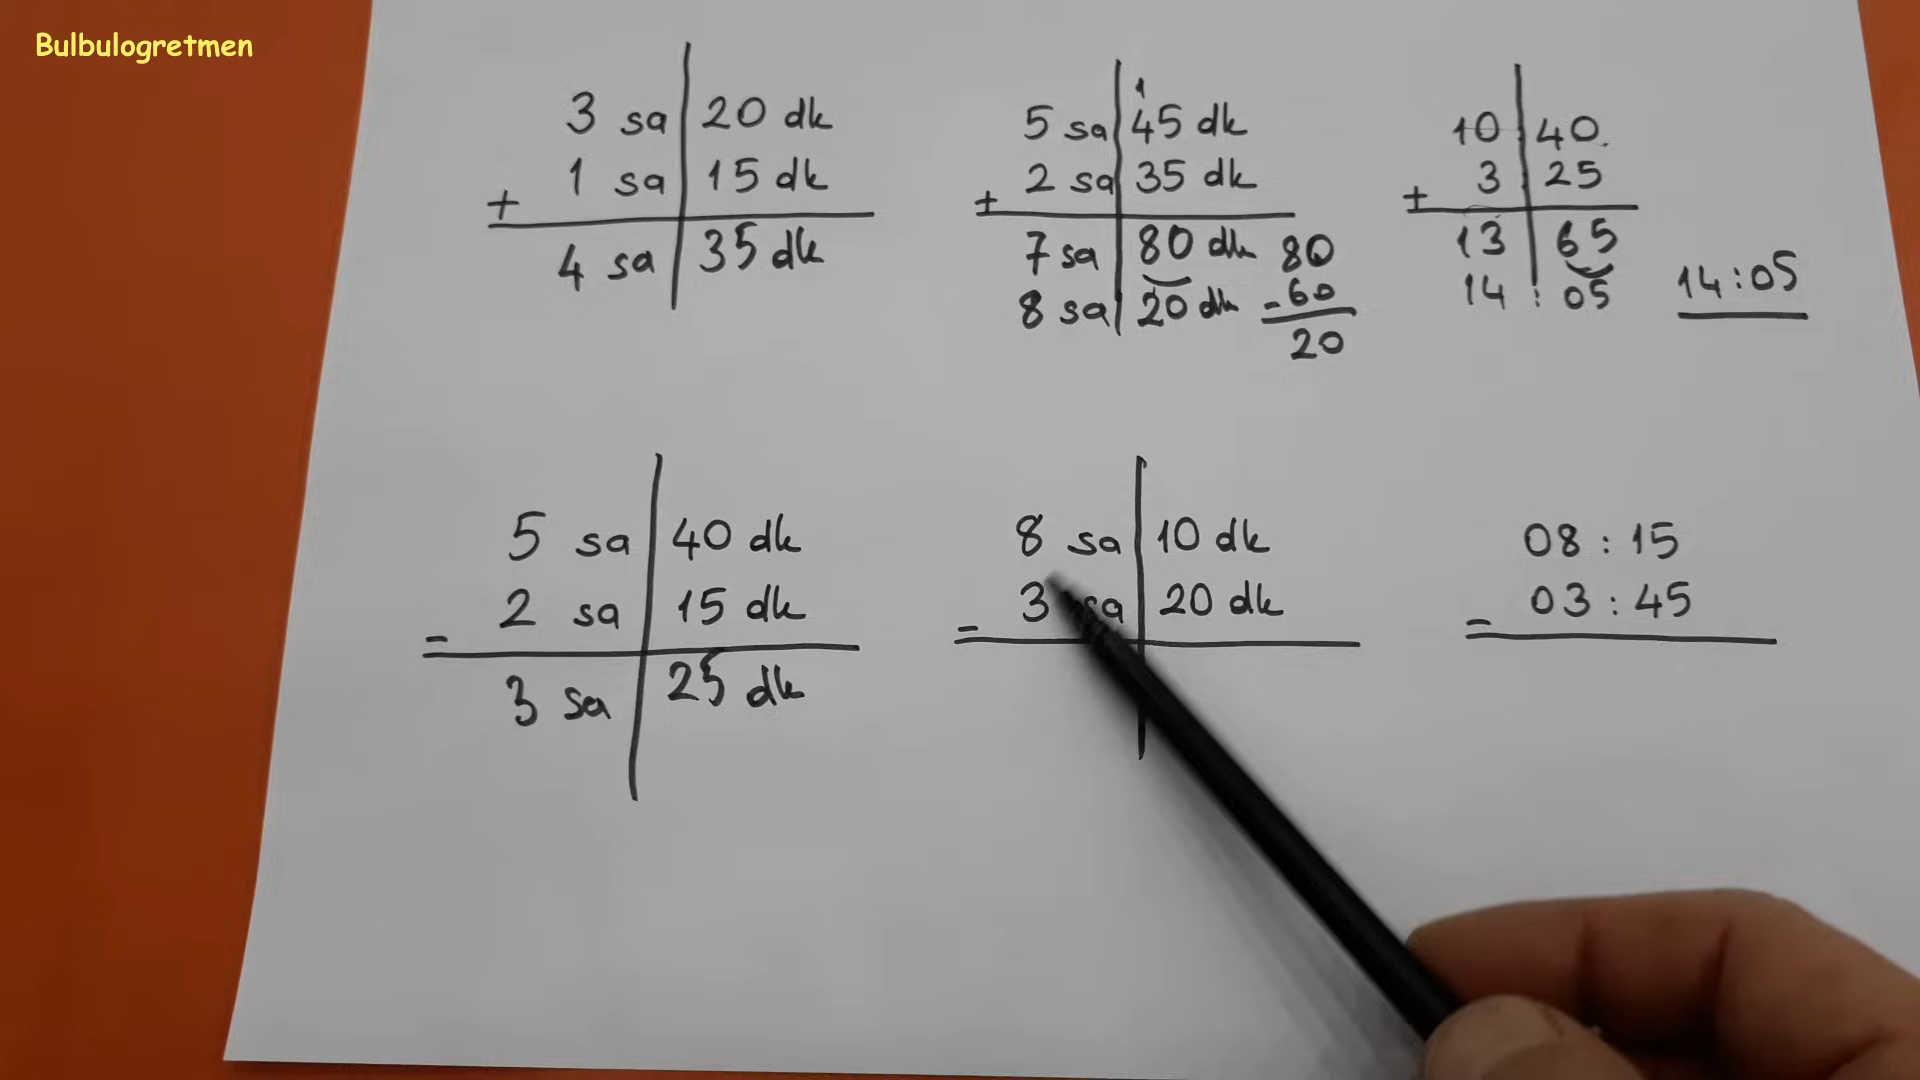 Bulbulogretmen
3 sa 20 dk
+ 1 sa 15 dk
4 sa 35 dk
1
5 sa 45 dk
+ 2 sa 35 dk
7 sa 80 dk
8 sa 20 dk
80
- 60
20
10 : 40
+ 3 : 25
13 65
14 : 05
14:05
5 sa 40 dk
- 2 sa 15 dk
3 sa 25 dk
8 sa 10 dk
- 3 sa 20 dk
08 : 15
- 03 : 45